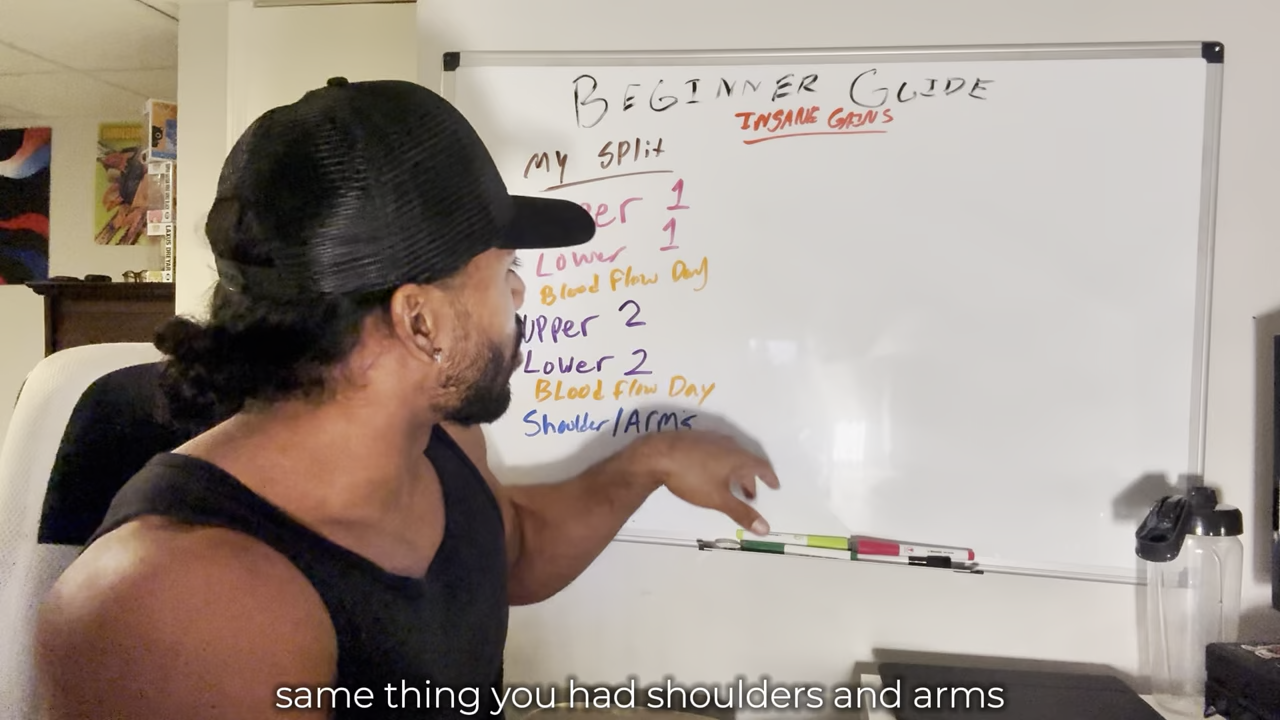 BEGINNER GUIDE
INSANE GAINS
My Split
er 1
Lower 1
Blood Flow Day
upper 2
Lower 2
Blood Flow Day
Shoulder/Arms
same thing you had shoulders and arms